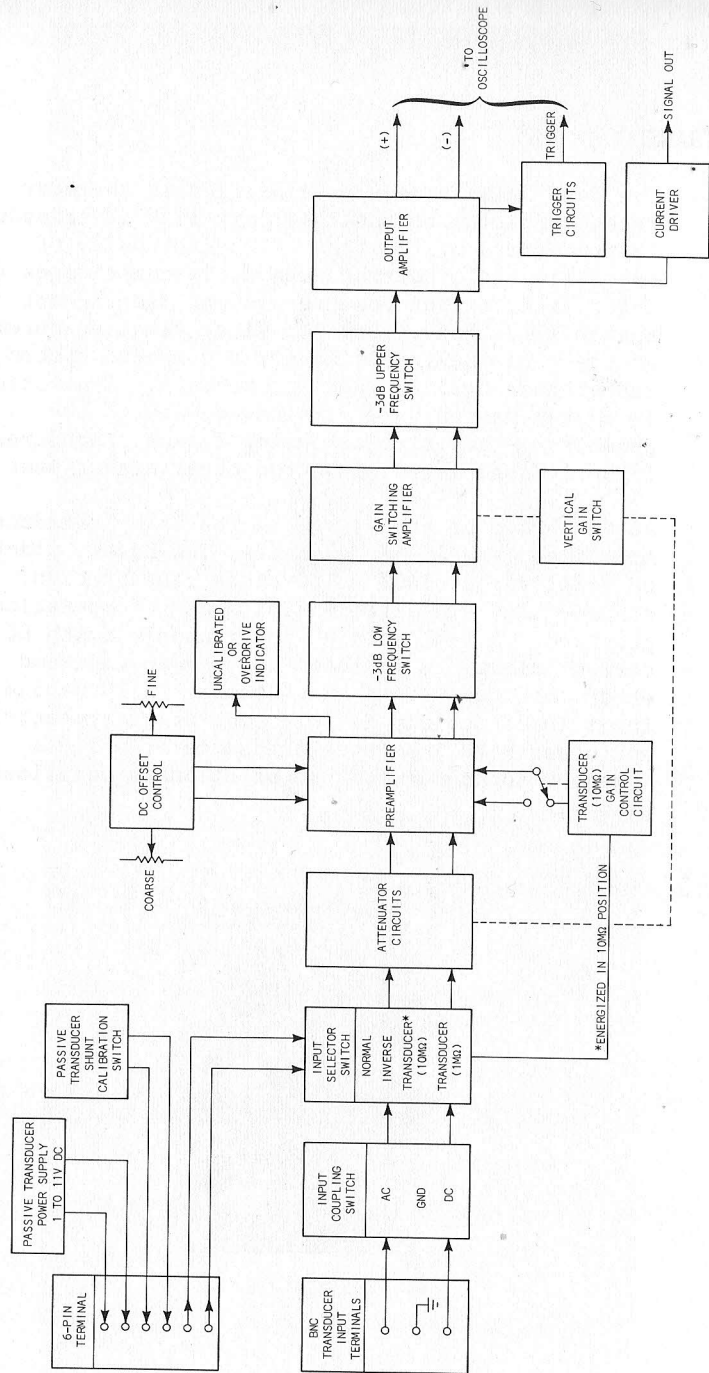 PASSIVE TRANSDUCER
POWER SUPPLY
1 TO 11V DC
PASSIVE
TRANSDUCER
SHUNT
CALIBRATION
SWITCH
6-PIN
TERMINAL
BNC
TRANSDUCER
INPUT
TERMINALS
INPUT
COUPLING
SWITCH
AC
GND
DC
INPUT
SELECTOR
SWITCH
NORMAL
INVERSE
TRANSDUCER*
(10MΩ)
TRANSDUCER
(1MΩ)
ATTENUATOR
CIRCUITS
COARSE
DC OFFSET
CONTROL
FINE
UNCALIBRATED
OR
OVERDRIVE
INDICATOR
PREAMPLIFIER
TRANSDUCER
(10MΩ)
GAIN
CONTROL
CIRCUIT
*ENERGIZED IN 10MΩ POSITION
-3dB LOW
FREQUENCY
SWITCH
GAIN
SWITCHING
AMPLIFIER
VERTICAL
GAIN
SWITCH
-3dB UPPER
FREQUENCY
SWITCH
OUTPUT
AMPLIFIER
(+)
(-)
TRIGGER
*TO
OSCILLOSCOPE
TRIGGER
CIRCUITS
CURRENT
DRIVER
SIGNAL OUT